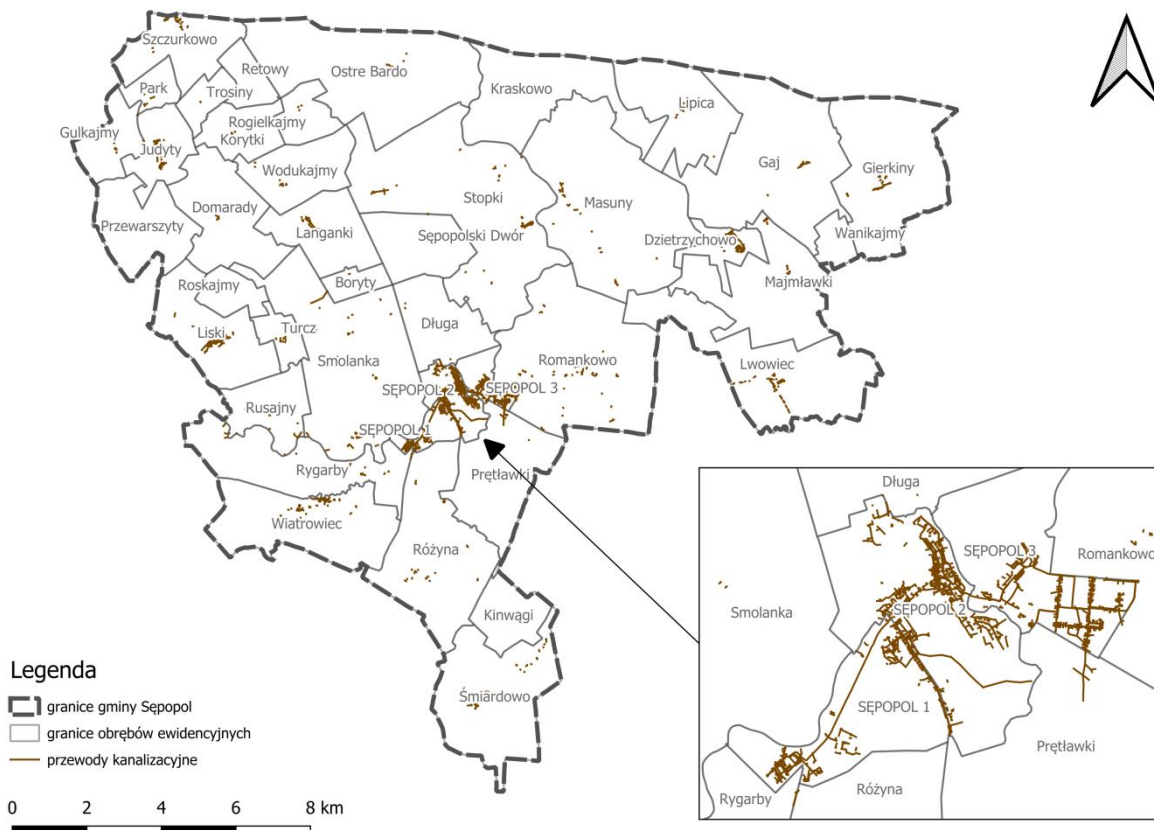 Szczurkowo
Retowy
Ostre Bardo
Park
Trosiny
Kraskowo
Lipica
Rogielkajmy
Gulkajmy
Korytki
Judyty
Wodukajmy
Gaj
Gierkiny
Stopki
Masuny
Domarady
Przewarszyty
Langanki
Sępopolski Dwór
Dzietrzychowo
Wanikajmy
Roskajmy
Boryty
Majmławki
Długa
Liski
Turcz
Smolanka
Romankowo
Lwowiec
SĘPOPOL 2
SĘPOPOL 3
Rusajny
SĘPOPOL 1
Rygarby
Prętławki
Wiatrowiec
Różyna
Kinwągi
Śmiardowo
Długa
SĘPOPOL 3
Romankowo
Smolanka
SĘPOPOL 2
SĘPOPOL 1
Prętławki
Różyna
Rygarby
Legenda
granice gminy Sępopol
granice obrębów ewidencyjnych
przewody kanalizacyjne
0 2 4 6 8 km